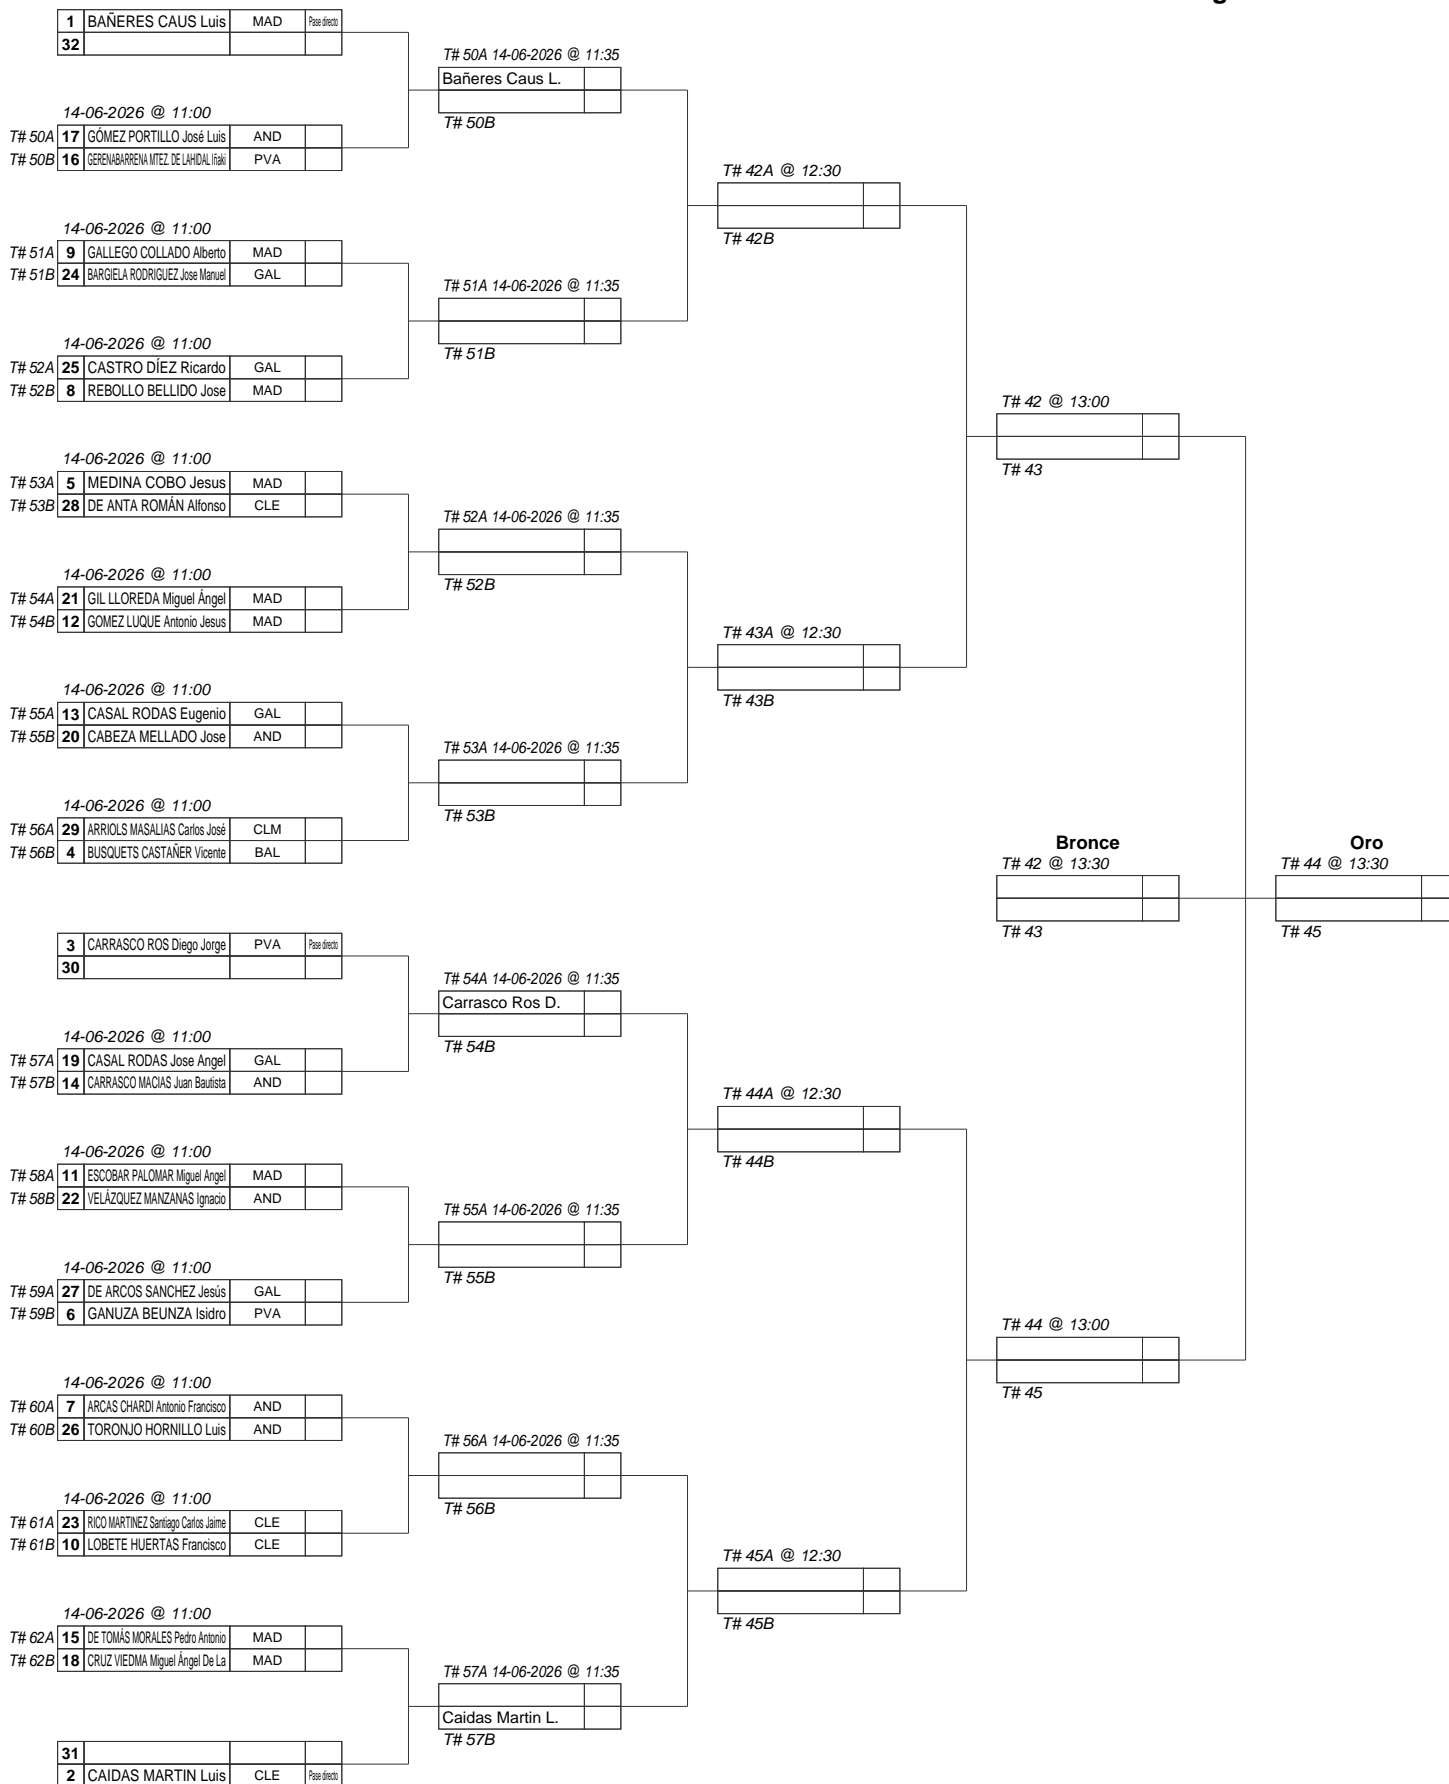 1 BAÑERES CAUS Luis MAD Pase directo
32
T# 50A 14-06-2026 @ 11:35
Bañeres Caus L.
T# 50B
14-06-2026 @ 11:00
T# 50A 17 GÓMEZ PORTILLO José Luis AND
T# 50B 16 GERENABARRENA MTEZ. DE LAHIDAL Iñaki PVA
T# 42A @ 12:30
T# 42B
14-06-2026 @ 11:00
T# 51A 9 GALLEGO COLLADO Alberto MAD
T# 51B 24 BARGIELA RODRIGUEZ Jose Manuel GAL
T# 51A 14-06-2026 @ 11:35
T# 51B
14-06-2026 @ 11:00
T# 52A 25 CASTRO DÍEZ Ricardo GAL
T# 52B 8 REBOLLO BELLIDO Jose MAD
T# 42 @ 13:00
T# 43
14-06-2026 @ 11:00
T# 53A 5 MEDINA COBO Jesus MAD
T# 53B 28 DE ANTA ROMÁN Alfonso CLE
T# 52A 14-06-2026 @ 11:35
T# 52B
14-06-2026 @ 11:00
T# 54A 21 GIL LLOREDA Miguel Ángel MAD
T# 54B 12 GOMEZ LUQUE Antonio Jesus MAD
T# 43A @ 12:30
T# 43B
14-06-2026 @ 11:00
T# 55A 13 CASAL RODAS Eugenio GAL
T# 55B 20 CABEZA MELLADO Jose AND
T# 53A 14-06-2026 @ 11:35
T# 53B
14-06-2026 @ 11:00
T# 56A 29 ARRIOLS MASALIAS Carlos José CLM
T# 56B 4 BUSQUETS CASTAÑER Vicente BAL
Bronce
T# 42 @ 13:30
T# 43
Oro
T# 44 @ 13:30
T# 45
3 CARRASCO ROS Diego Jorge PVA Pase directo
30
T# 54A 14-06-2026 @ 11:35
Carrasco Ros D.
T# 54B
14-06-2026 @ 11:00
T# 57A 19 CASAL RODAS Jose Angel GAL
T# 57B 14 CARRASCO MACIAS Juan Bautista AND
T# 44A @ 12:30
T# 44B
14-06-2026 @ 11:00
T# 58A 11 ESCOBAR PALOMAR Miguel Angel MAD
T# 58B 22 VELÁZQUEZ MANZANAS Ignacio AND
T# 55A 14-06-2026 @ 11:35
T# 55B
14-06-2026 @ 11:00
T# 59A 27 DE ARCOS SANCHEZ Jesús GAL
T# 59B 6 GANUZA BEUNZA Isidro PVA
T# 44 @ 13:00
T# 45
14-06-2026 @ 11:00
T# 60A 7 ARCAS CHARDI Antonio Francisco AND
T# 60B 26 TORONJO HORNILLO Luis AND
T# 56A 14-06-2026 @ 11:35
T# 56B
14-06-2026 @ 11:00
T# 61A 23 RICO MARTINEZ Santiago Carlos Jaime CLE
T# 61B 10 LOBETE HUERTAS Francisco CLE
T# 45A @ 12:30
T# 45B
14-06-2026 @ 11:00
T# 62A 15 DE TOMÁS MORALES Pedro Antonio MAD
T# 62B 18 CRUZ VIEDMA Miguel Ángel De La MAD
T# 57A 14-06-2026 @ 11:35
Caidas Martin L.
T# 57B
31
2 CAIDAS MARTIN Luis CLE Pase directo